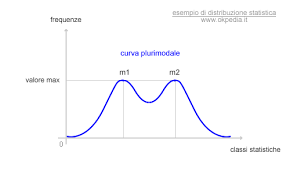 esempio di distribuzione statistica
www.okpedia.it
frequenze
curva plurimodale
m1 m2
valore max
0
classi statistiche